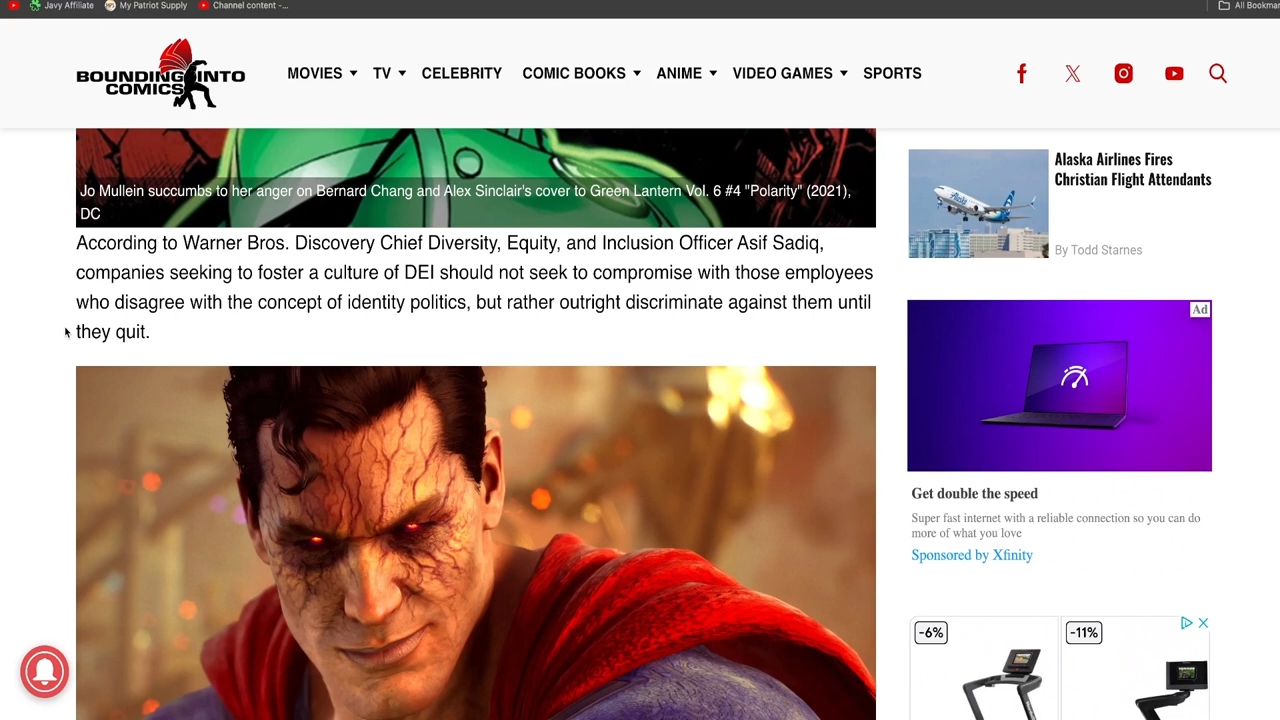 Javy Affiliate
My Patriot Supply
Channel content -...
All Bookmar
BOUNDING INTO
COMICS
MOVIES
TV
CELEBRITY
COMIC BOOKS
ANIME
VIDEO GAMES
SPORTS
Jo Mullein succumbs to her anger on Bernard Chang and Alex Sinclair's cover to Green Lantern Vol. 6 #4 "Polarity" (2021),
DC
According to Warner Bros. Discovery Chief Diversity, Equity, and Inclusion Officer Asif Sadiq,
companies seeking to foster a culture of DEI should not seek to compromise with those employees
who disagree with the concept of identity politics, but rather outright discriminate against them until
they quit.
Alaska Airlines Fires
Christian Flight Attendants
By Todd Starnes
Ad
Get double the speed
Super fast internet with a reliable connection so you can do
more of what you love
Sponsored by Xfinity
-6%
-11%